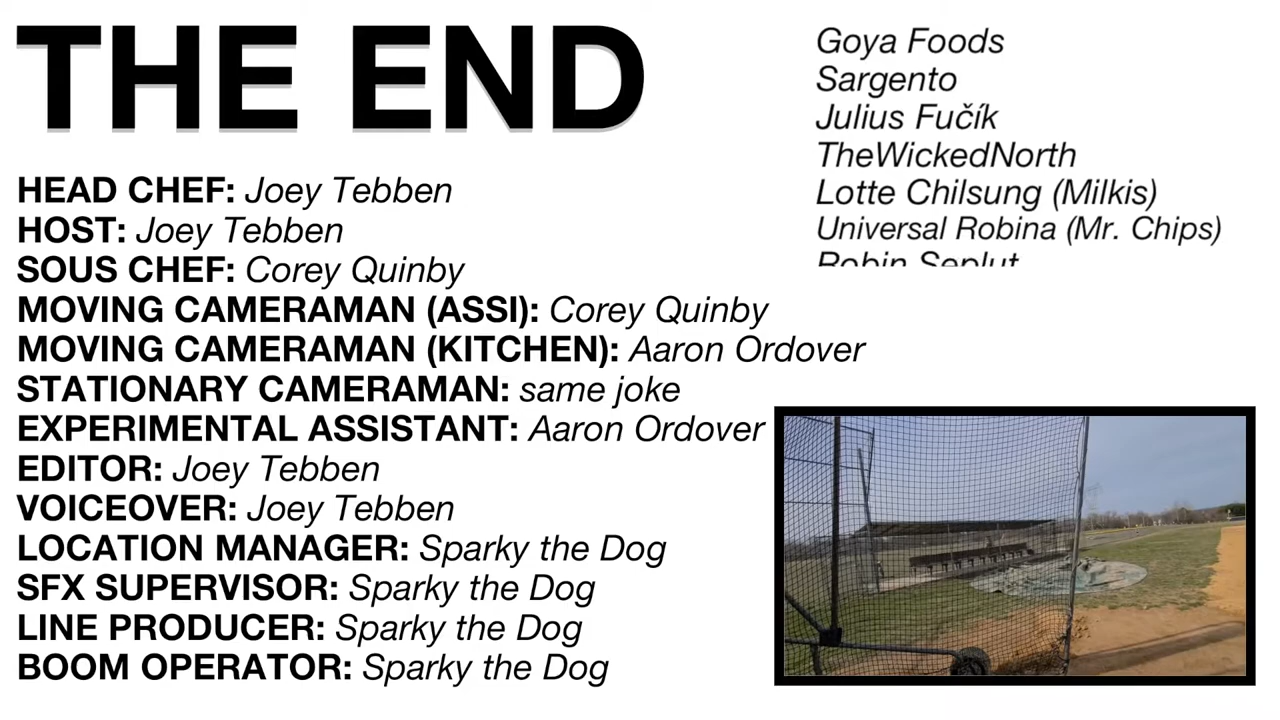 THE END
HEAD CHEF: Joey Tebben
HOST: Joey Tebben
SOUS CHEF: Corey Quinby
MOVING CAMERAMAN (ASSI): Corey Quinby
MOVING CAMERAMAN (KITCHEN): Aaron Ordover
STATIONARY CAMERAMAN: same joke
EXPERIMENTAL ASSISTANT: Aaron Ordover
EDITOR: Joey Tebben
VOICEOVER: Joey Tebben
LOCATION MANAGER: Sparky the Dog
SFX SUPERVISOR: Sparky the Dog
LINE PRODUCER: Sparky the Dog
BOOM OPERATOR: Sparky the Dog
Goya Foods
Sargento
Julius Fučík
TheWickedNorth
Lotte Chilsung (Milkis)
Universal Robina (Mr. Chips)
Robin